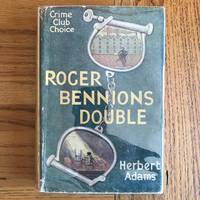 Crime
Club
Choice
ROGER
BENNIONS
DOUBLE
Herbert
Adams